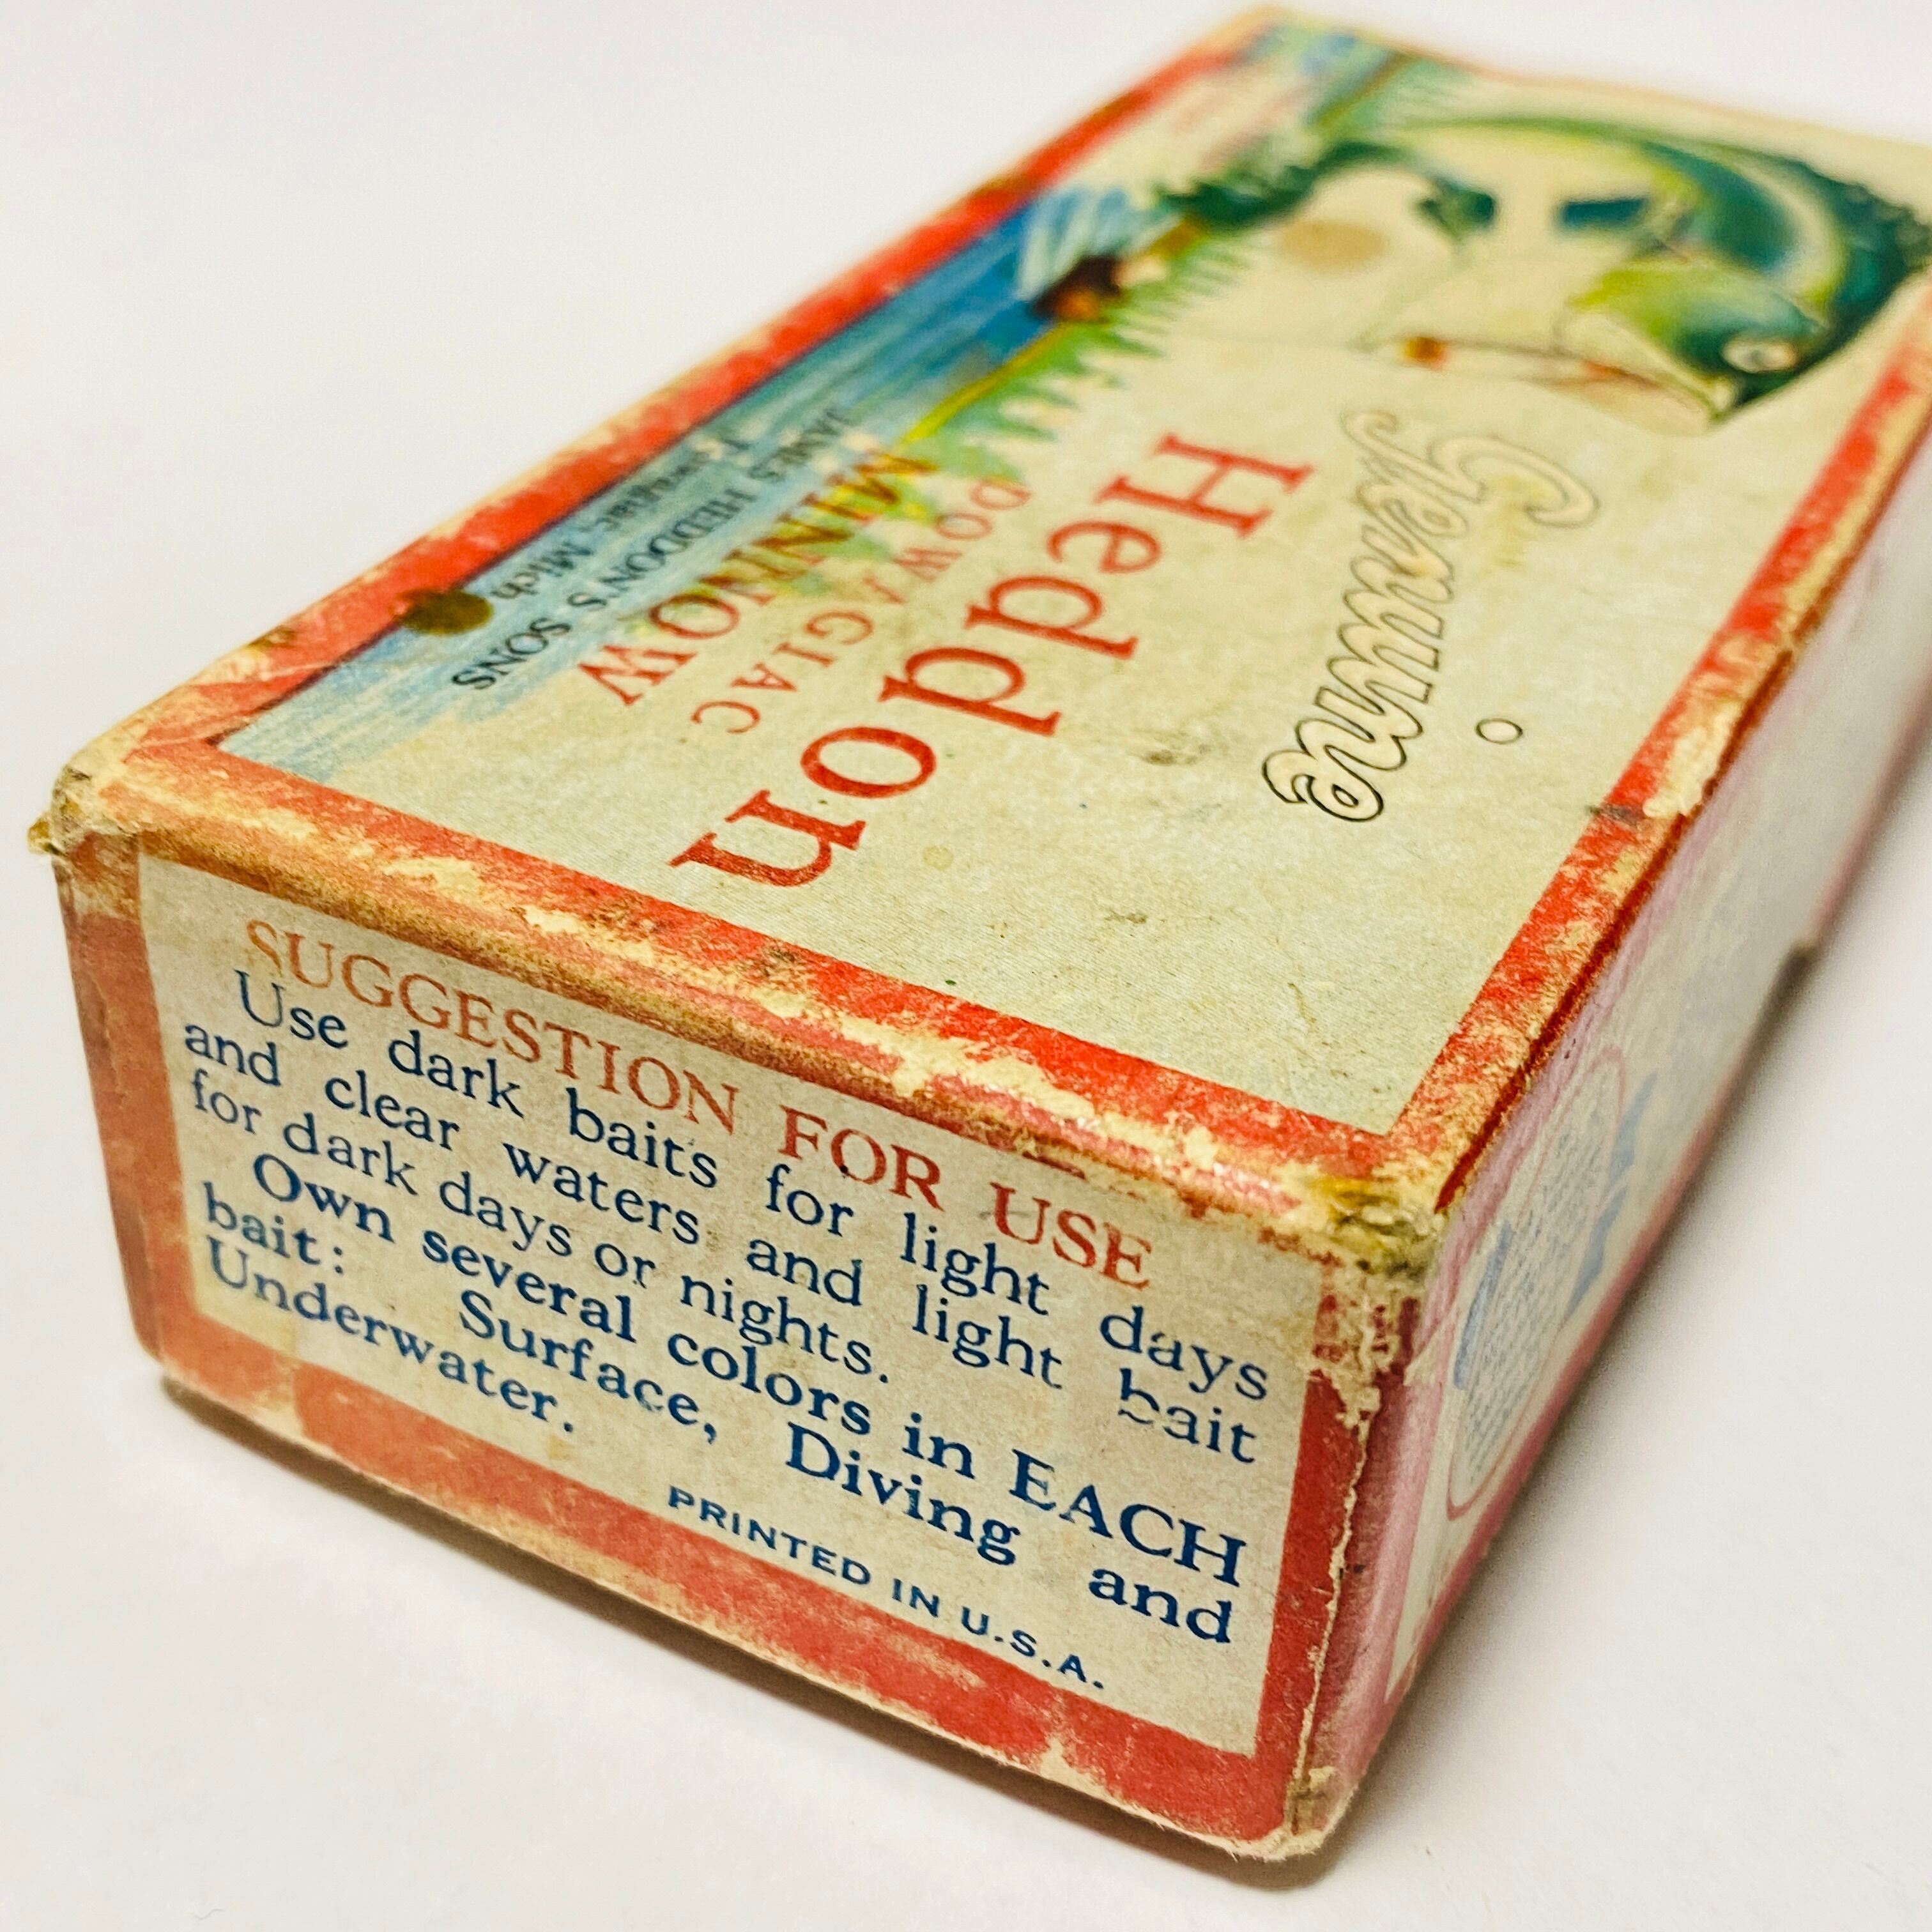 Genuine
Heddon
DOWAGIAC
MINNOW
JAMES HEDDON'S SONS
Mich
SUGGESTION FOR USE
Use dark baits for light days
and clear waters and light bait
for dark days or nights.
Own several colors in EACH
bait: Surface, Diving and
Underwater.
PRINTED IN U.S.A.